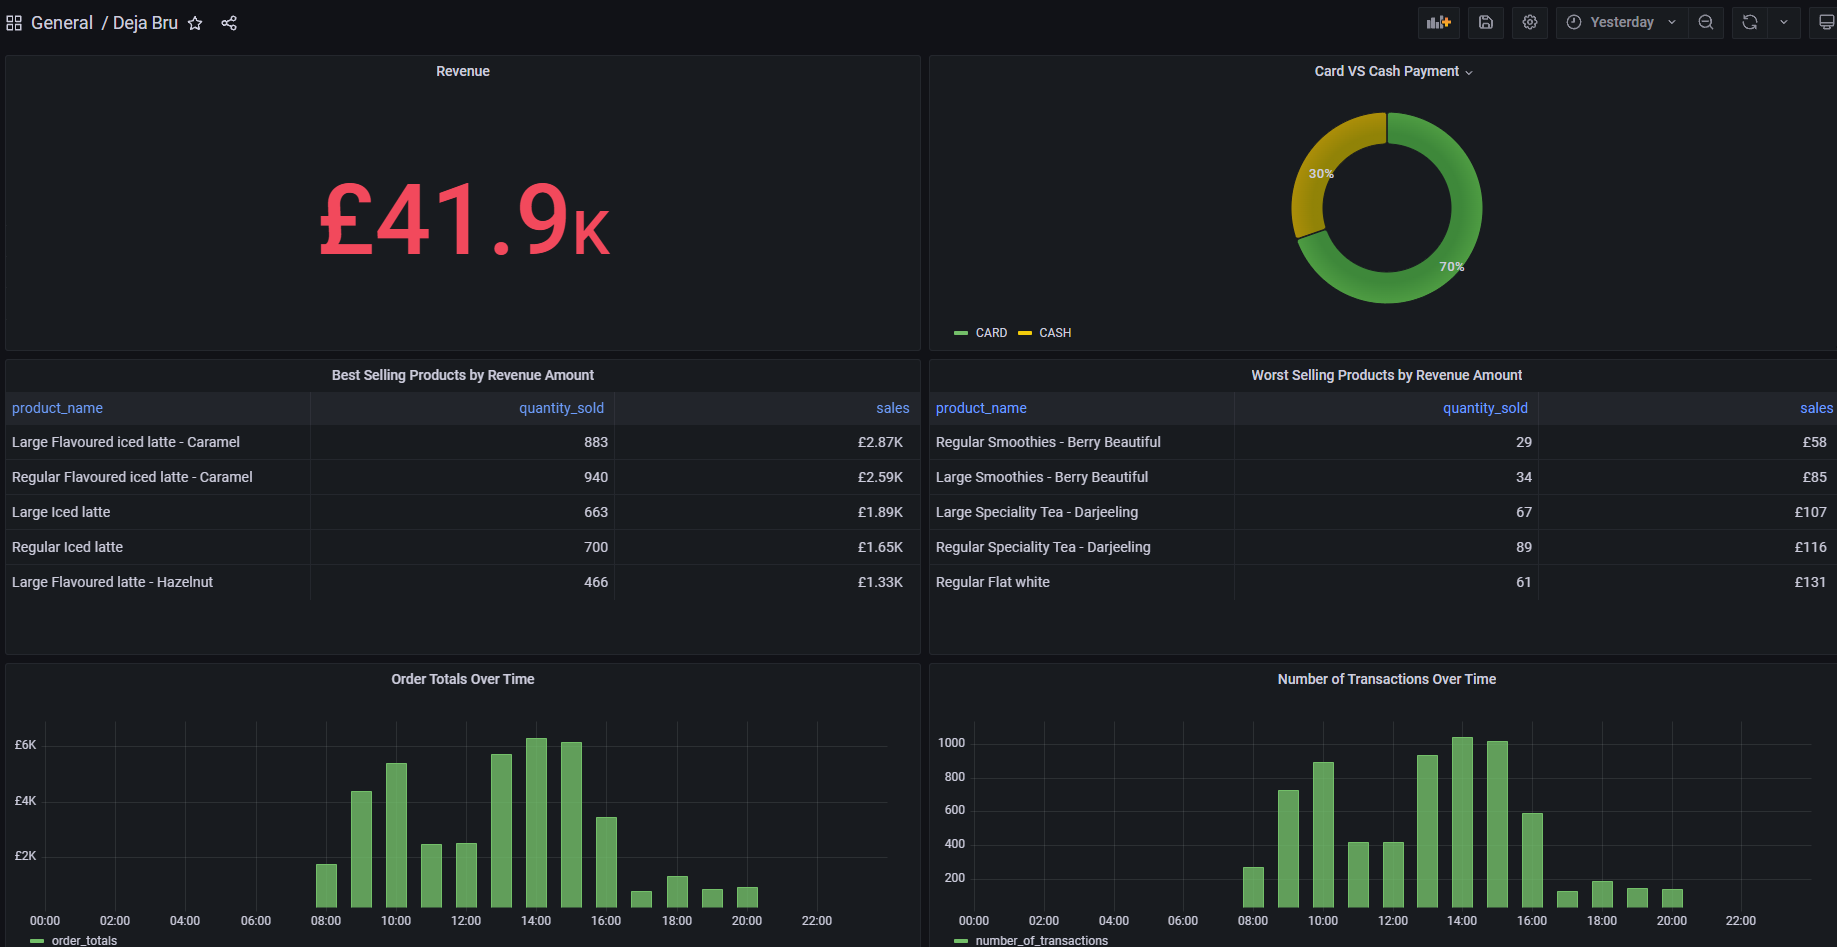 General / Deja Bru
Yesterday
Revenue
£41.9K
Card VS Cash Payment
30%
70%
CARD CASH
Best Selling Products by Revenue Amount
product_name quantity_sold sales
Large Flavoured iced latte - Caramel 883 £2.87K
Regular Flavoured iced latte - Caramel 940 £2.59K
Large Iced latte 663 £1.89K
Regular Iced latte 700 £1.65K
Large Flavoured latte - Hazelnut 466 £1.33K
Worst Selling Products by Revenue Amount
product_name quantity_sold sales
Regular Smoothies - Berry Beautiful 29 £58
Large Smoothies - Berry Beautiful 34 £85
Large Speciality Tea - Darjeeling 67 £107
Regular Speciality Tea - Darjeeling 89 £116
Regular Flat white 61 £131
Order Totals Over Time
£6K
£4K
£2K
00:00 02:00 04:00 06:00 08:00 10:00 12:00 14:00 16:00 18:00 20:00 22:00
order_totals
Number of Transactions Over Time
1000
800
600
400
200
00:00 02:00 04:00 06:00 08:00 10:00 12:00 14:00 16:00 18:00 20:00 22:00
number_of_transactions